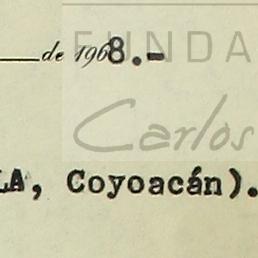 de 1968.-
FUNDA
Carlos
LA, Coyoacán).